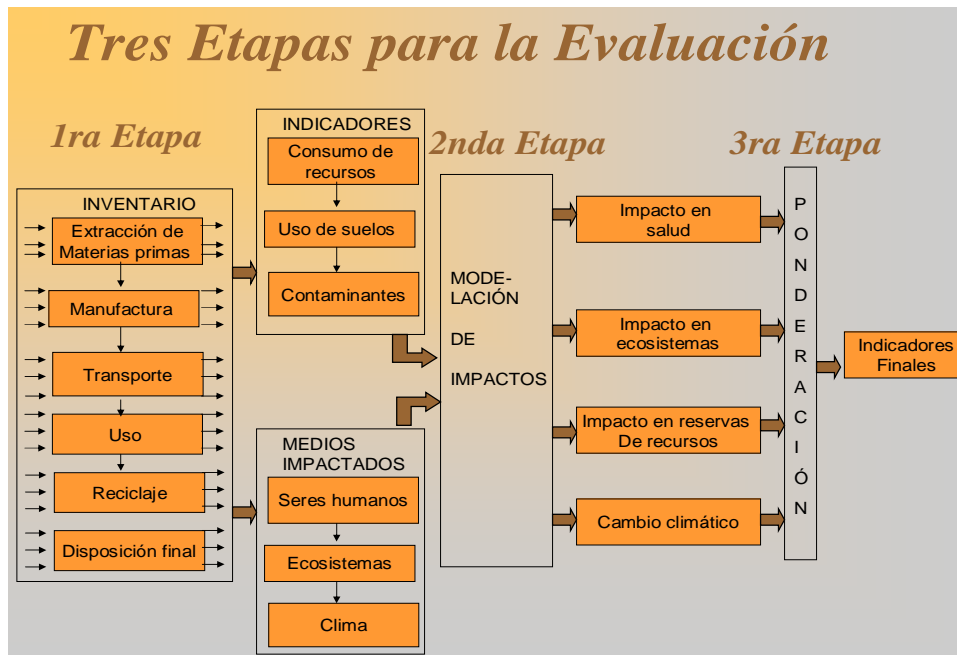 Tres Etapas para la Evaluación
1ra Etapa
INVENTARIO
Extracción de
Materias primas
Manufactura
Transporte
Uso
Reciclaje
Disposición final
INDICADORES
Consumo de
recursos
Uso de suelos
Contaminantes
MEDIOS
IMPACTADOS
Seres humanos
Ecosistemas
Clima
2nda Etapa
MODE-
LACIÓN
DE
IMPACTOS
Impacto en
salud
Impacto en
ecosistemas
Impacto en reservas
De recursos
Cambio climático
3ra Etapa
P
O
N
D
E
R
A
C
I
Ó
N
Indicadores
Finales